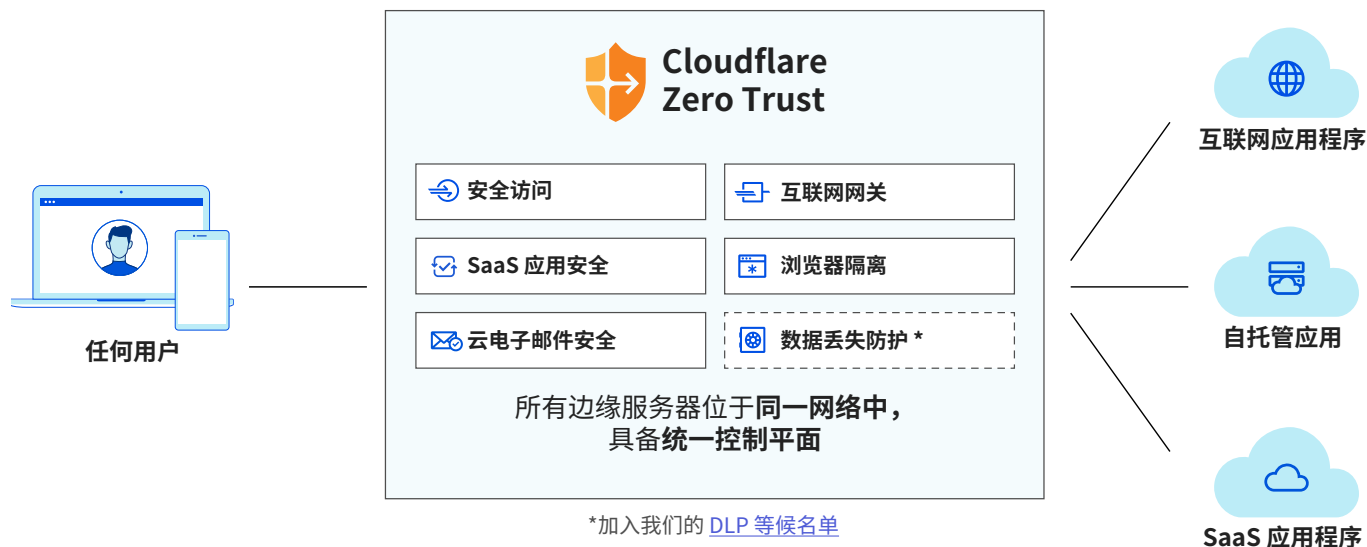 Cloudflare
Zero Trust
安全访问
互联网网关
SaaS 应用安全
浏览器隔离
云电子邮件安全
数据丢失防护 *
所有边缘服务器位于同一网络中，
具备统一控制平面
*加入我们的 DLP 等候名单
任何用户
互联网应用程序
自托管应用
SaaS 应用程序